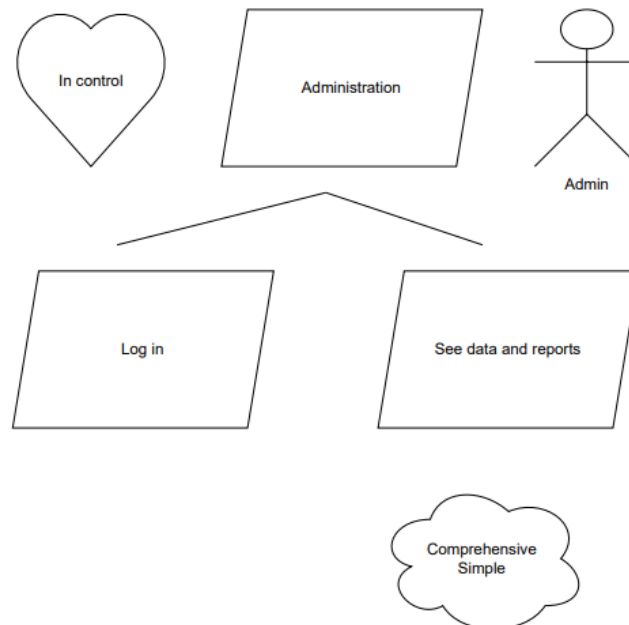 In control
Administration
Admin
Log in
See data and reports
Comprehensive
Simple